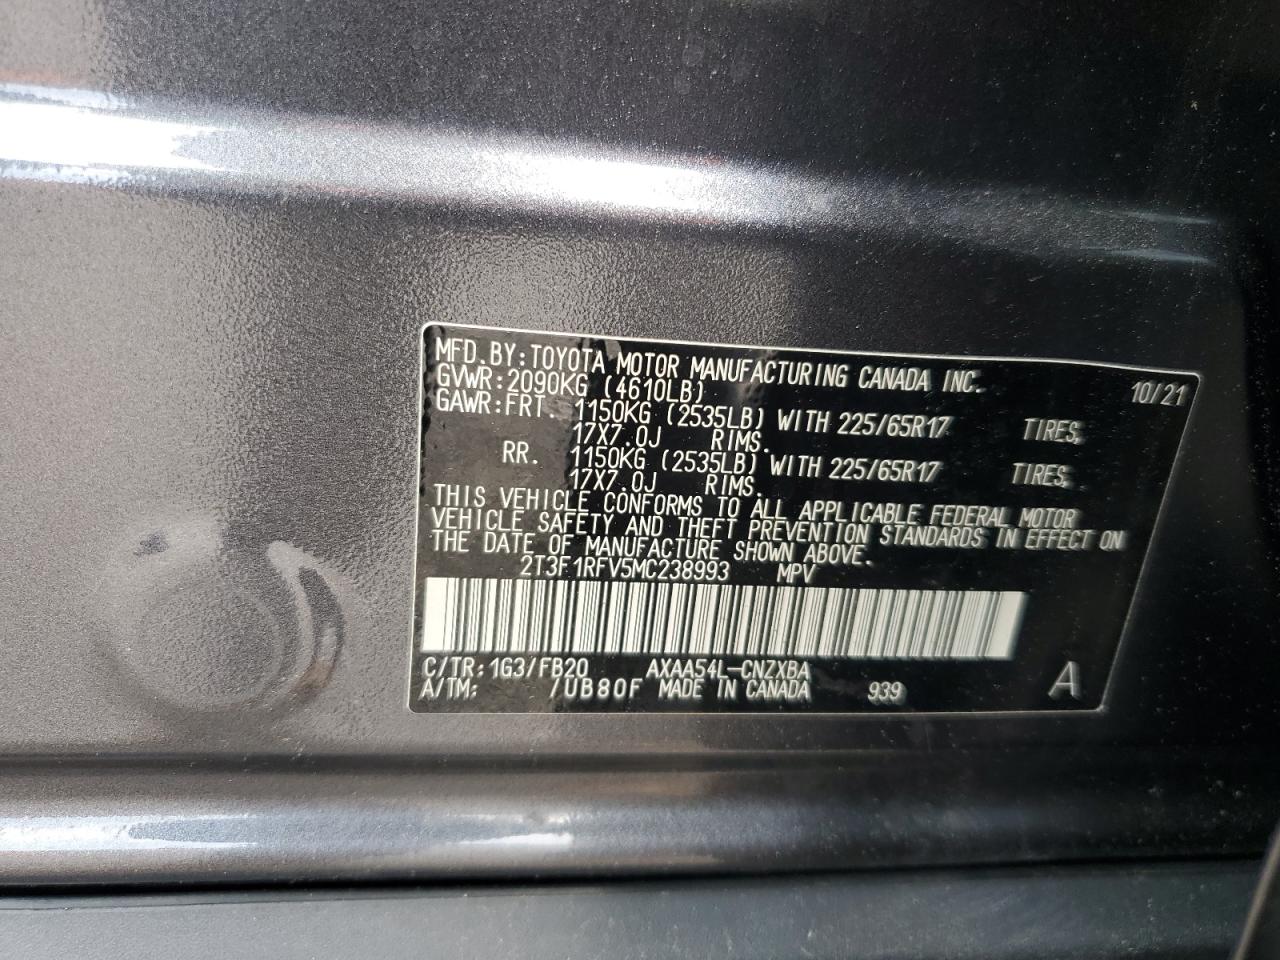 MFD.BY:TOYOTA MOTOR MANUFACTURING CANADA INC. 10/21
GVWR:2090KG (4610LB)
GAWR:FRT. 1150KG (2535LB) WITH 225/65R17 TIRES,
17X7.0J RIMS.
RR. 1150KG (2535LB) WITH 225/65R17 TIRES,
17X7.0J RIMS.
THIS VEHICLE CONFORMS TO ALL APPLICABLE FEDERAL MOTOR
VEHICLE SAFETY AND THEFT PREVENTION STANDARDS IN EFFECT ON
THE DATE OF MANUFACTURE SHOWN ABOVE.
2T3F1RFV5MC238993 MPV
C/TR:1G3/FB20 AXAA54L-CNZXBA
A/TM: /UB80F MADE IN CANADA 939 A